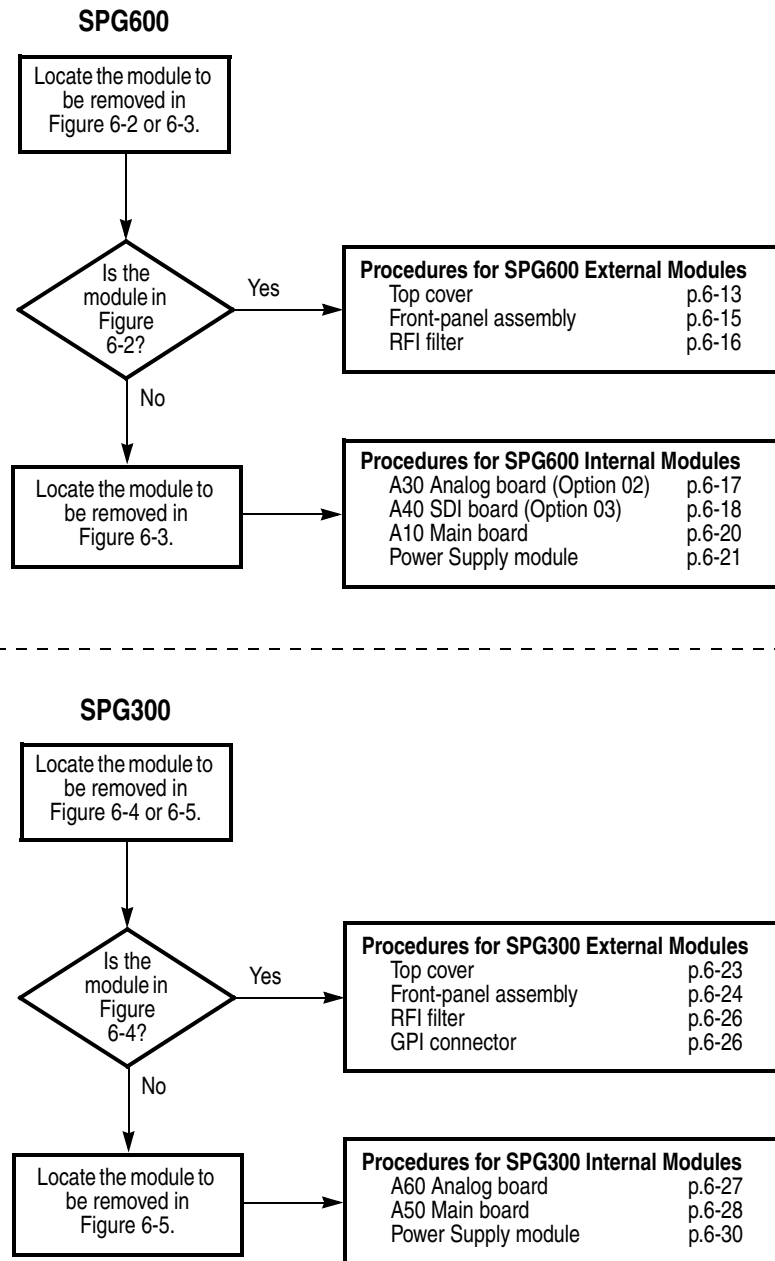 SPG600
Locate the module to
be removed in
Figure 6-2 or 6-3.
Is the
module in
Figure
6-2?
Yes
No
Procedures for SPG600 External Modules
Top cover p.6-13
Front-panel assembly p.6-15
RFI filter p.6-16
Locate the module to
be removed in
Figure 6-3.
Procedures for SPG600 Internal Modules
A30 Analog board (Option 02) p.6-17
A40 SDI board (Option 03) p.6-18
A10 Main board p.6-20
Power Supply module p.6-21
SPG300
Locate the module to
be removed in
Figure 6-4 or 6-5.
Is the
module in
Figure
6-4?
Yes
No
Procedures for SPG300 External Modules
Top cover p.6-23
Front-panel assembly p.6-24
RFI filter p.6-26
GPI connector p.6-26
Locate the module to
be removed in
Figure 6-5.
Procedures for SPG300 Internal Modules
A60 Analog board p.6-27
A50 Main board p.6-28
Power Supply module p.6-30